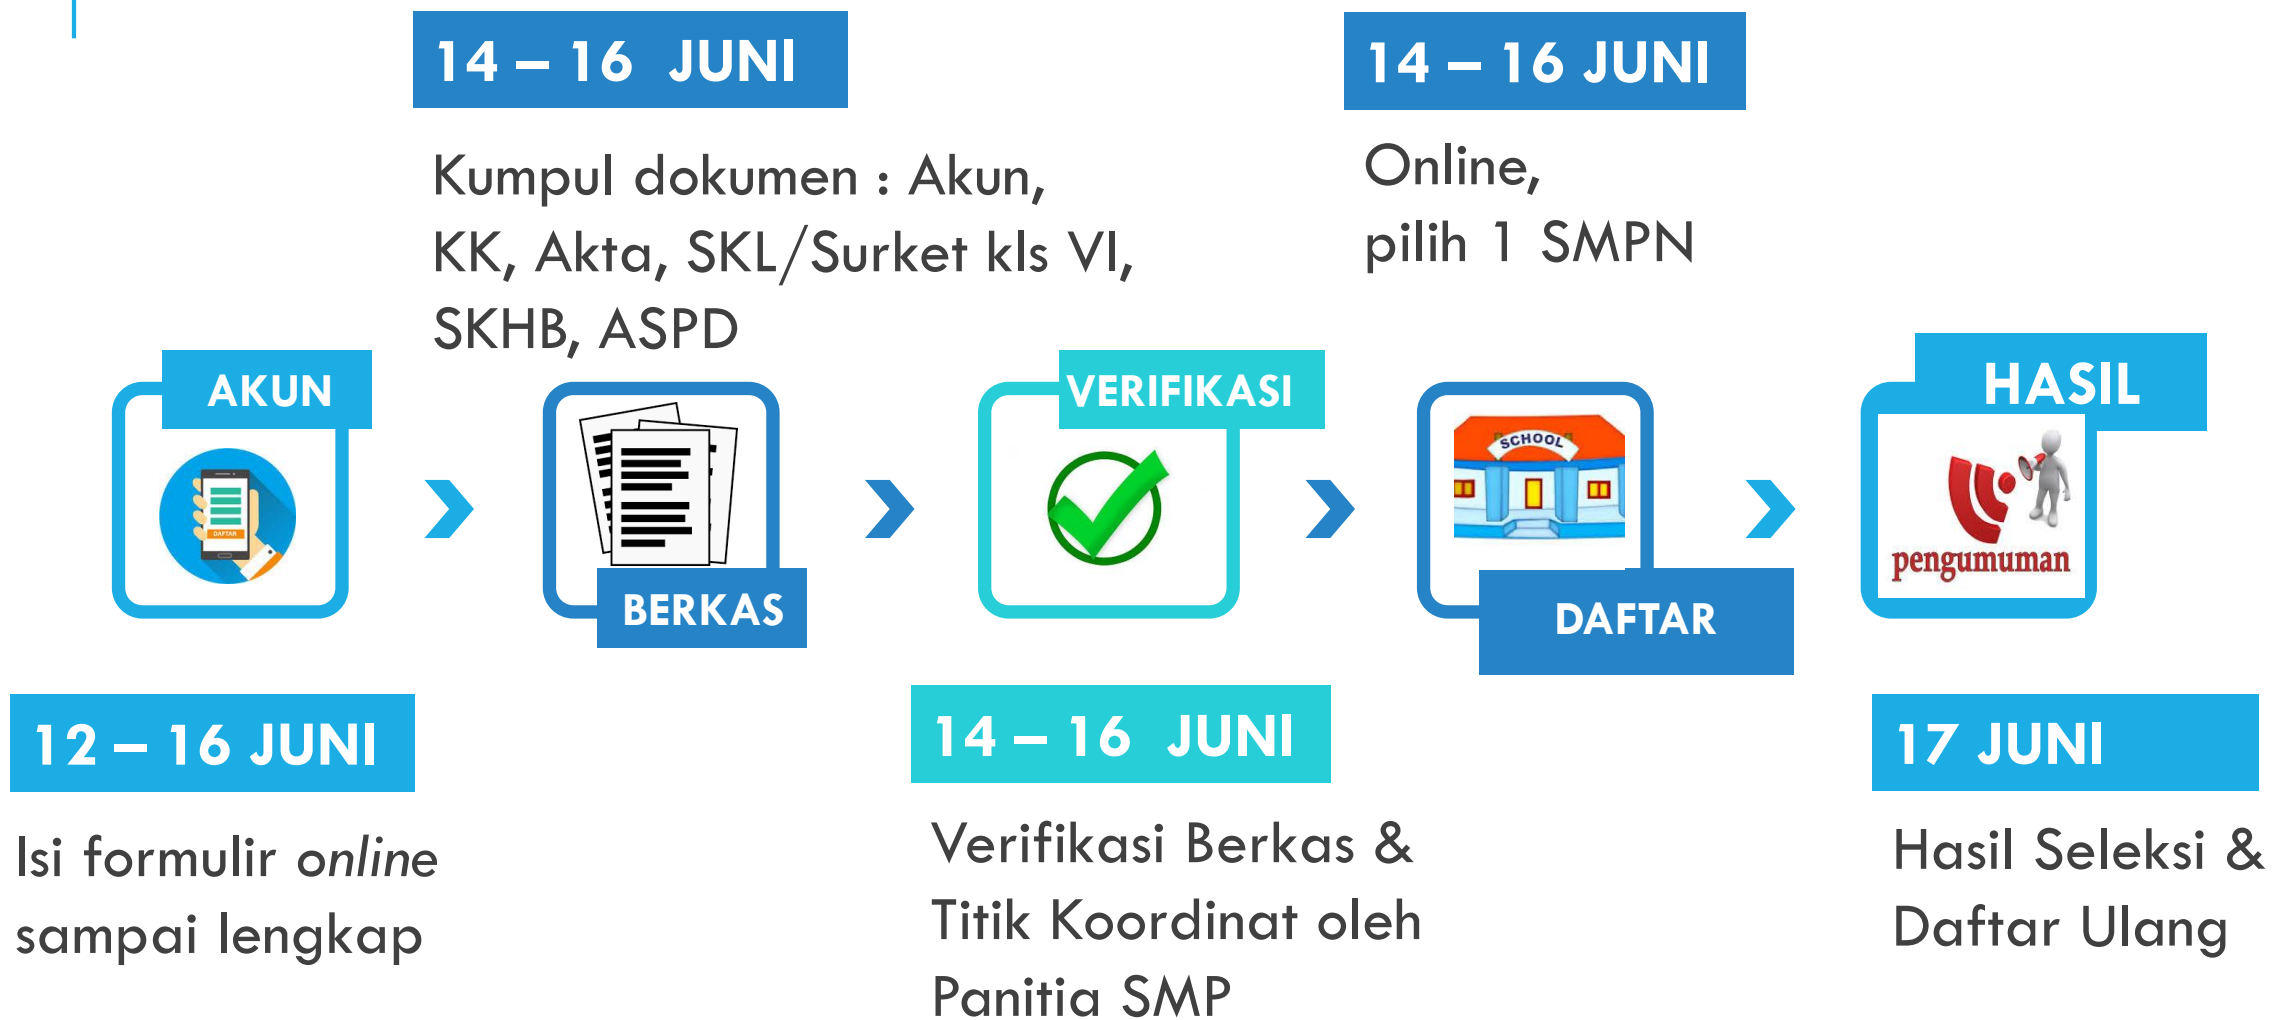 14 – 16 JUNI
Kumpul dokumen : Akun,
KK, Akta, SKL/Surket kls VI,
SKHB, ASPD
14 – 16 JUNI
Online,
pilih 1 SMPN
AKUN
DAFTAR
BERKAS
VERIFIKASI
SCHOOL
DAFTAR
HASIL
pengumuman
12 – 16 JUNI
Isi formulir online
sampai lengkap
14 – 16 JUNI
Verifikasi Berkas &
Titik Koordinat oleh
Panitia SMP
17 JUNI
Hasil Seleksi &
Daftar Ulang